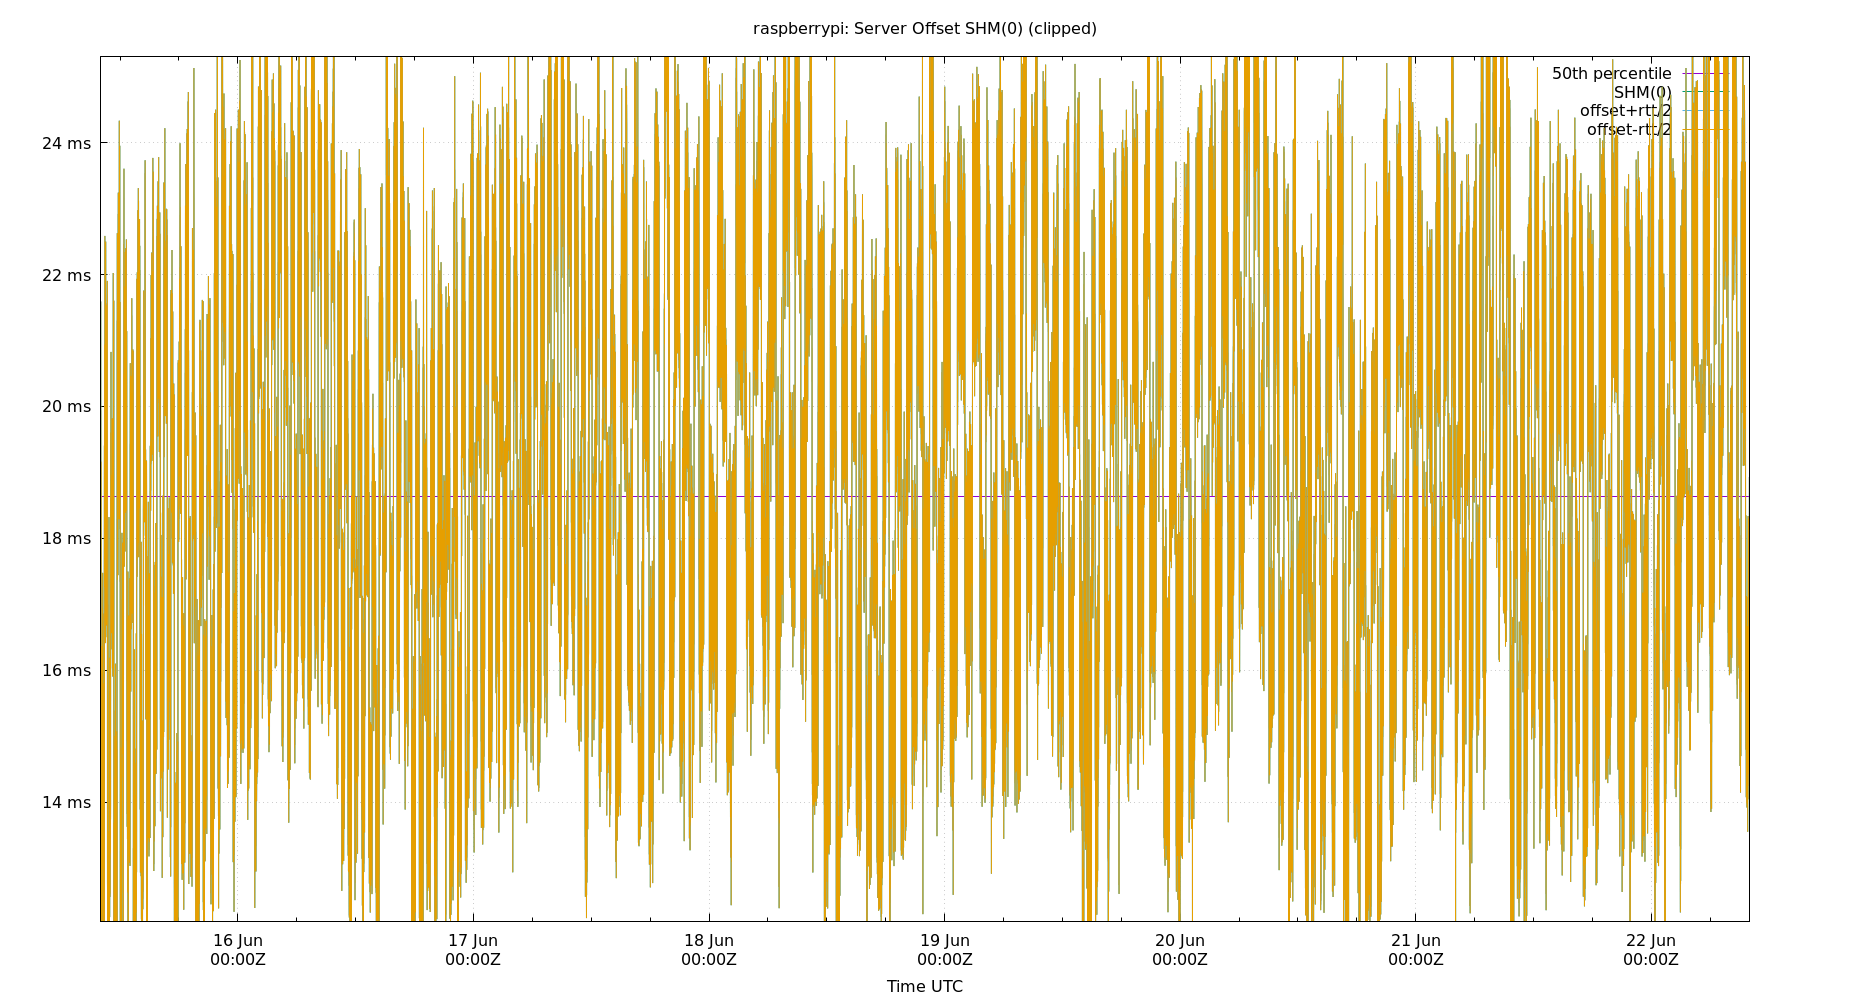 raspberrypi: Server Offset SHM(0) (clipped)
50th percentile
SHM(0)
offset+rtt/2
offset-rtt/2
24 ms
22 ms
20 ms
18 ms
16 ms
14 ms
16 Jun 17 Jun 18 Jun 19 Jun 20 Jun 21 Jun 22 Jun
00:00Z 00:00Z 00:00Z 00:00Z 00:00Z 00:00Z 00:00Z
Time UTC